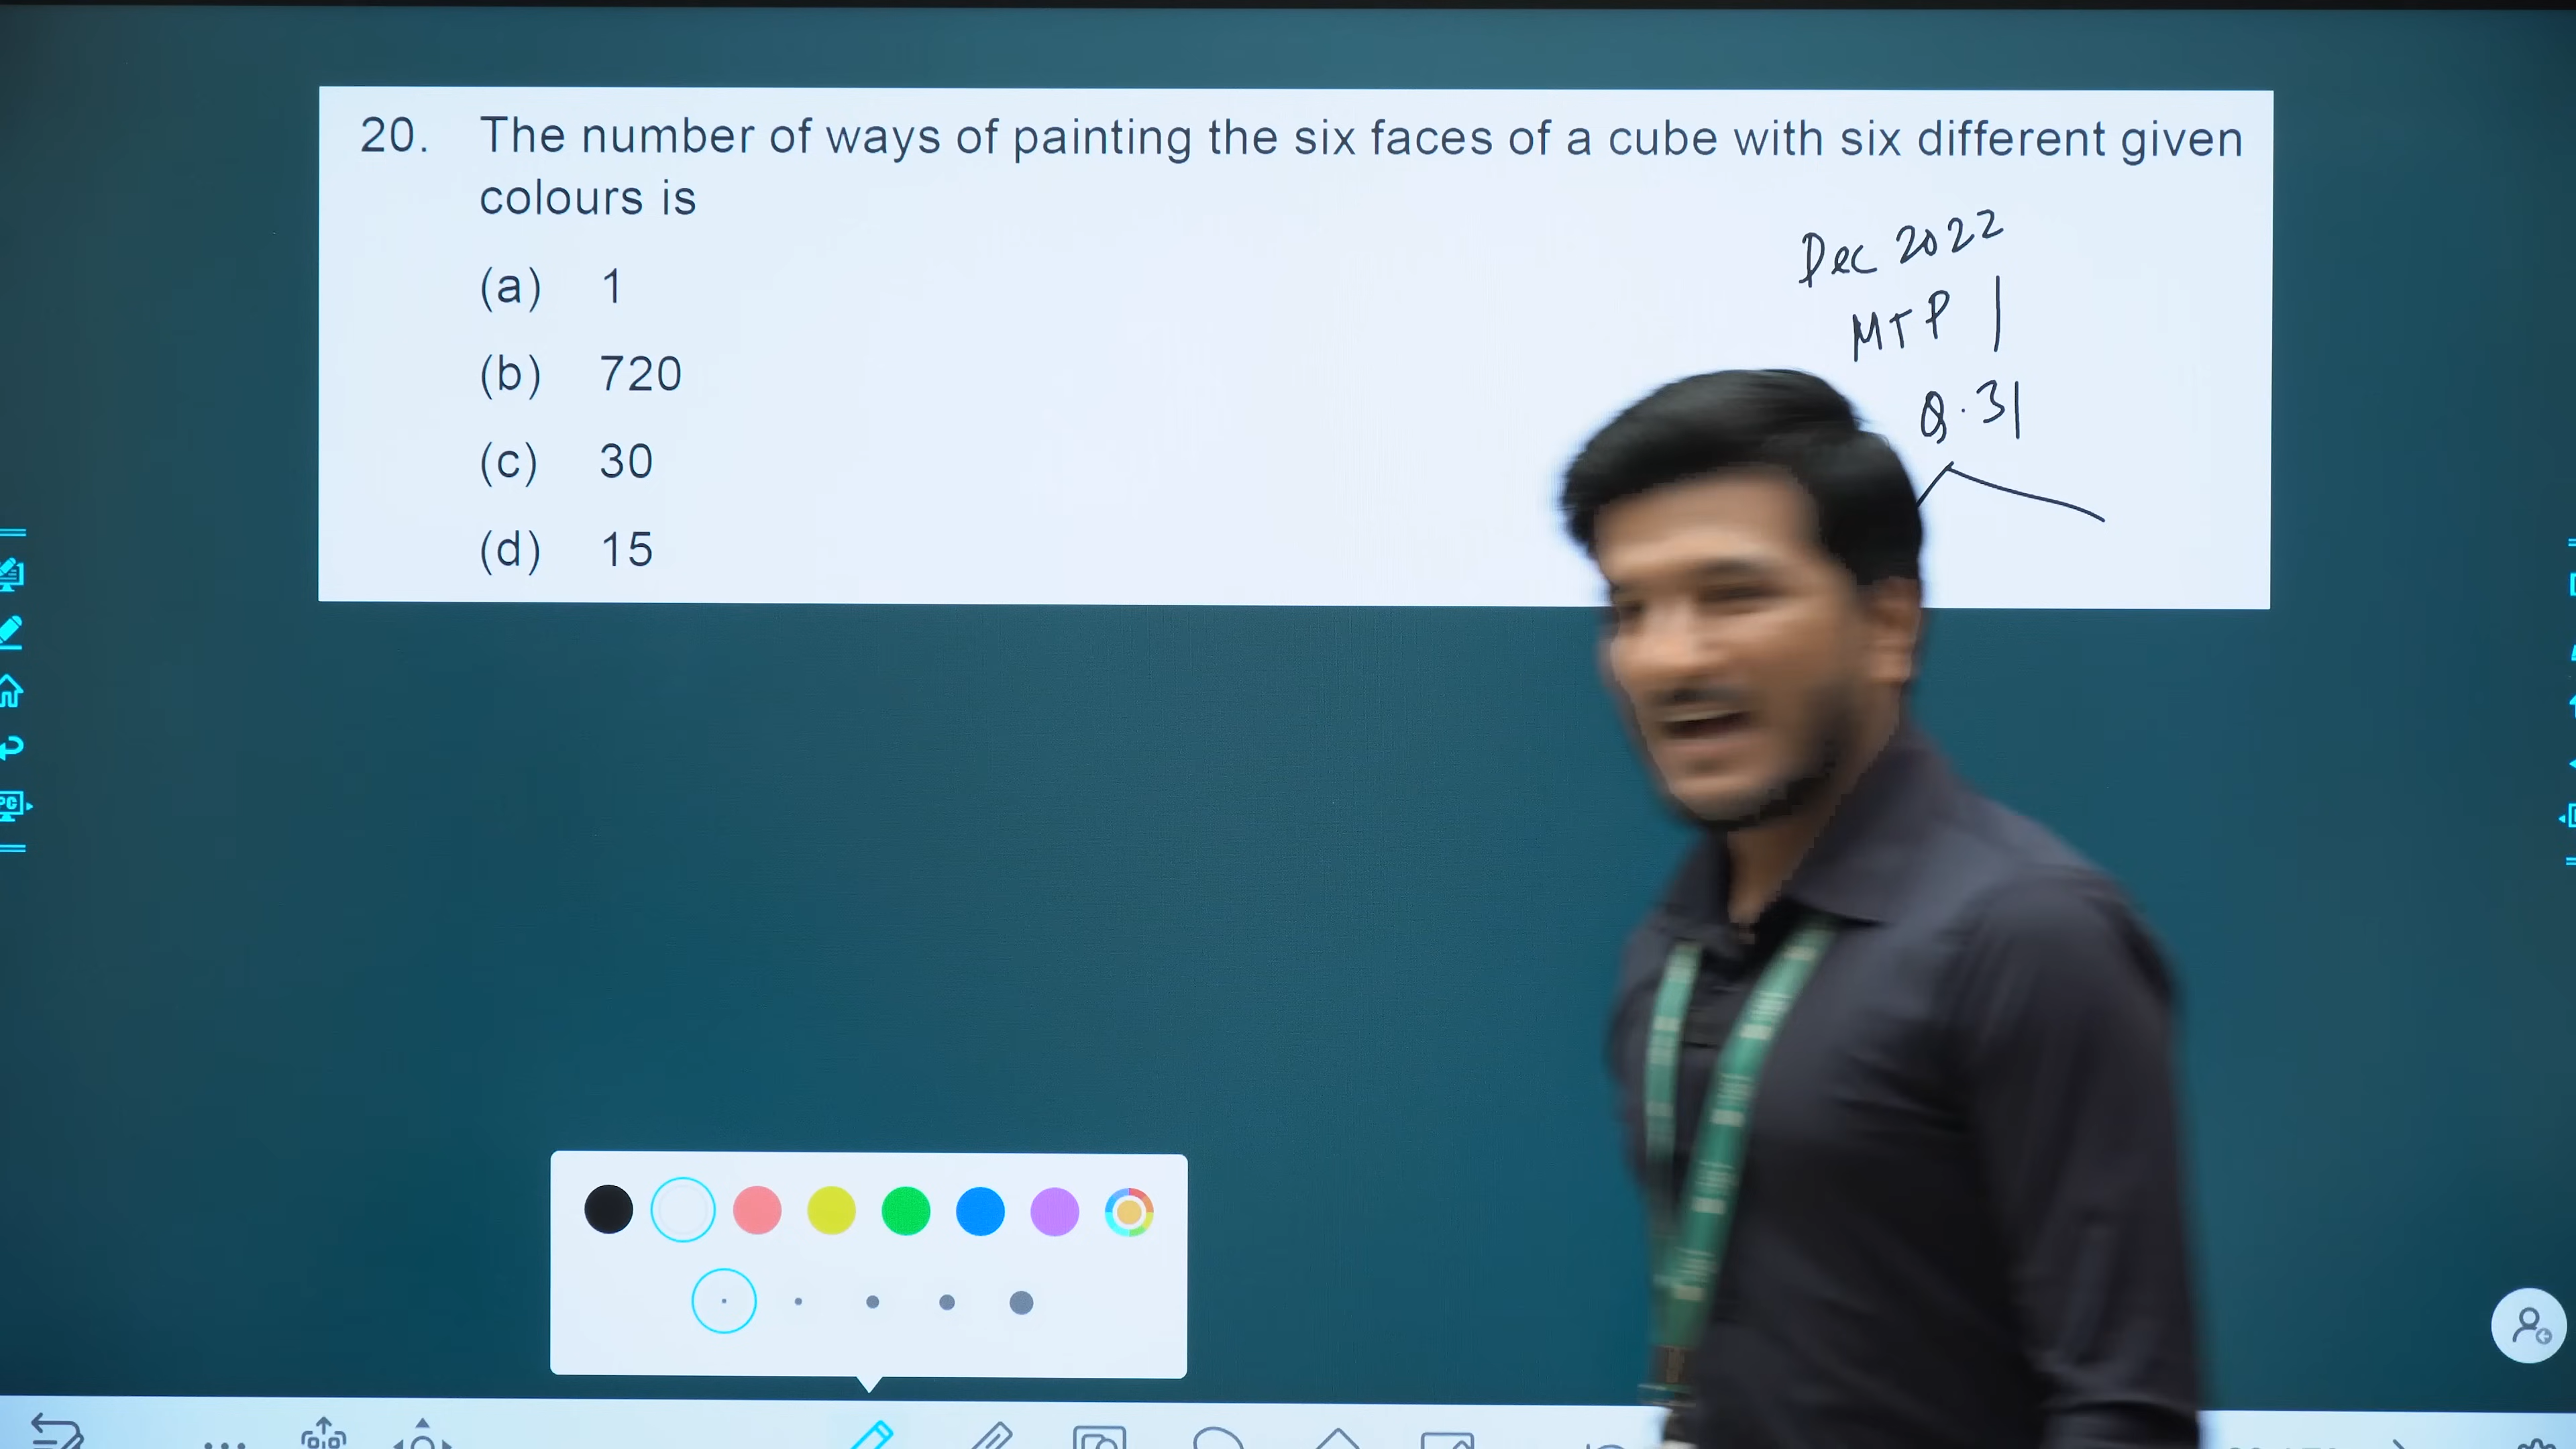 20. The number of ways of painting the six faces of a cube with six different given
colours is
(a) 1
(b) 720
(c) 30
(d) 15
Dec 2022
MTP 1
Q.31